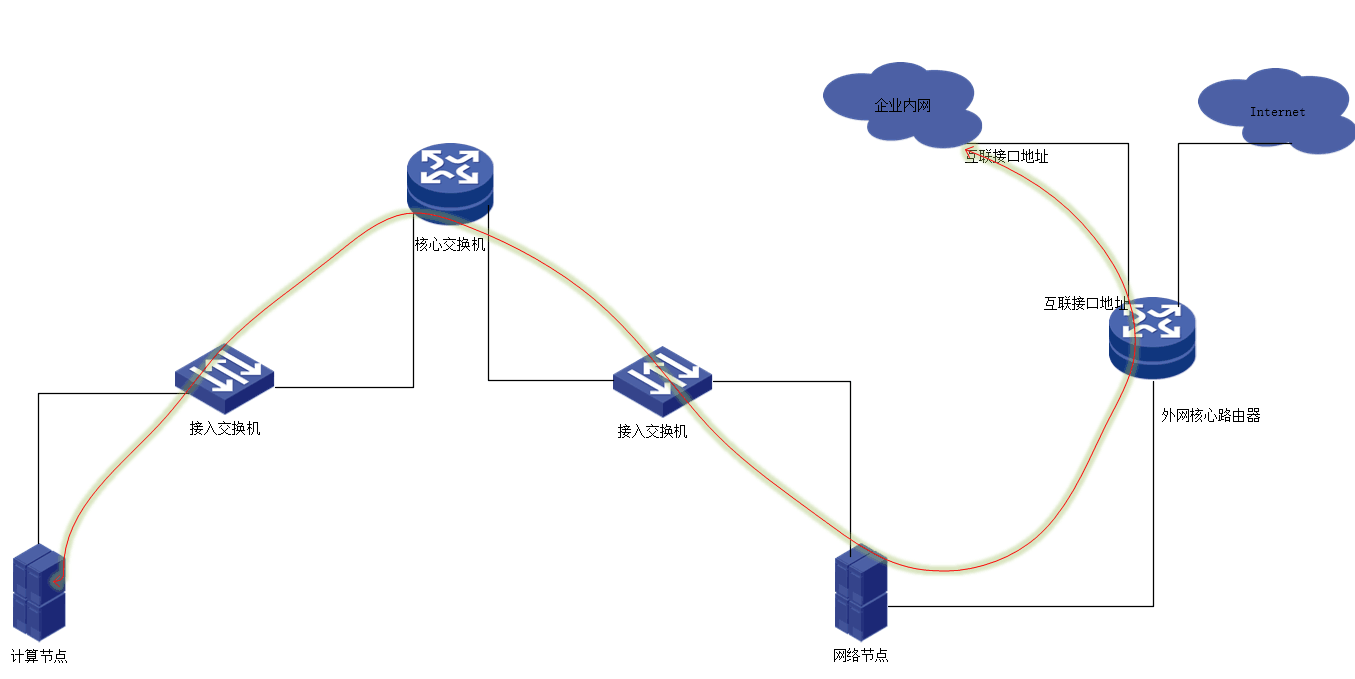 企业内网
Internet
互联接口地址
核心交换机
互联接口地址
外网核心路由器
接入交换机
接入交换机
计算节点
网络节点